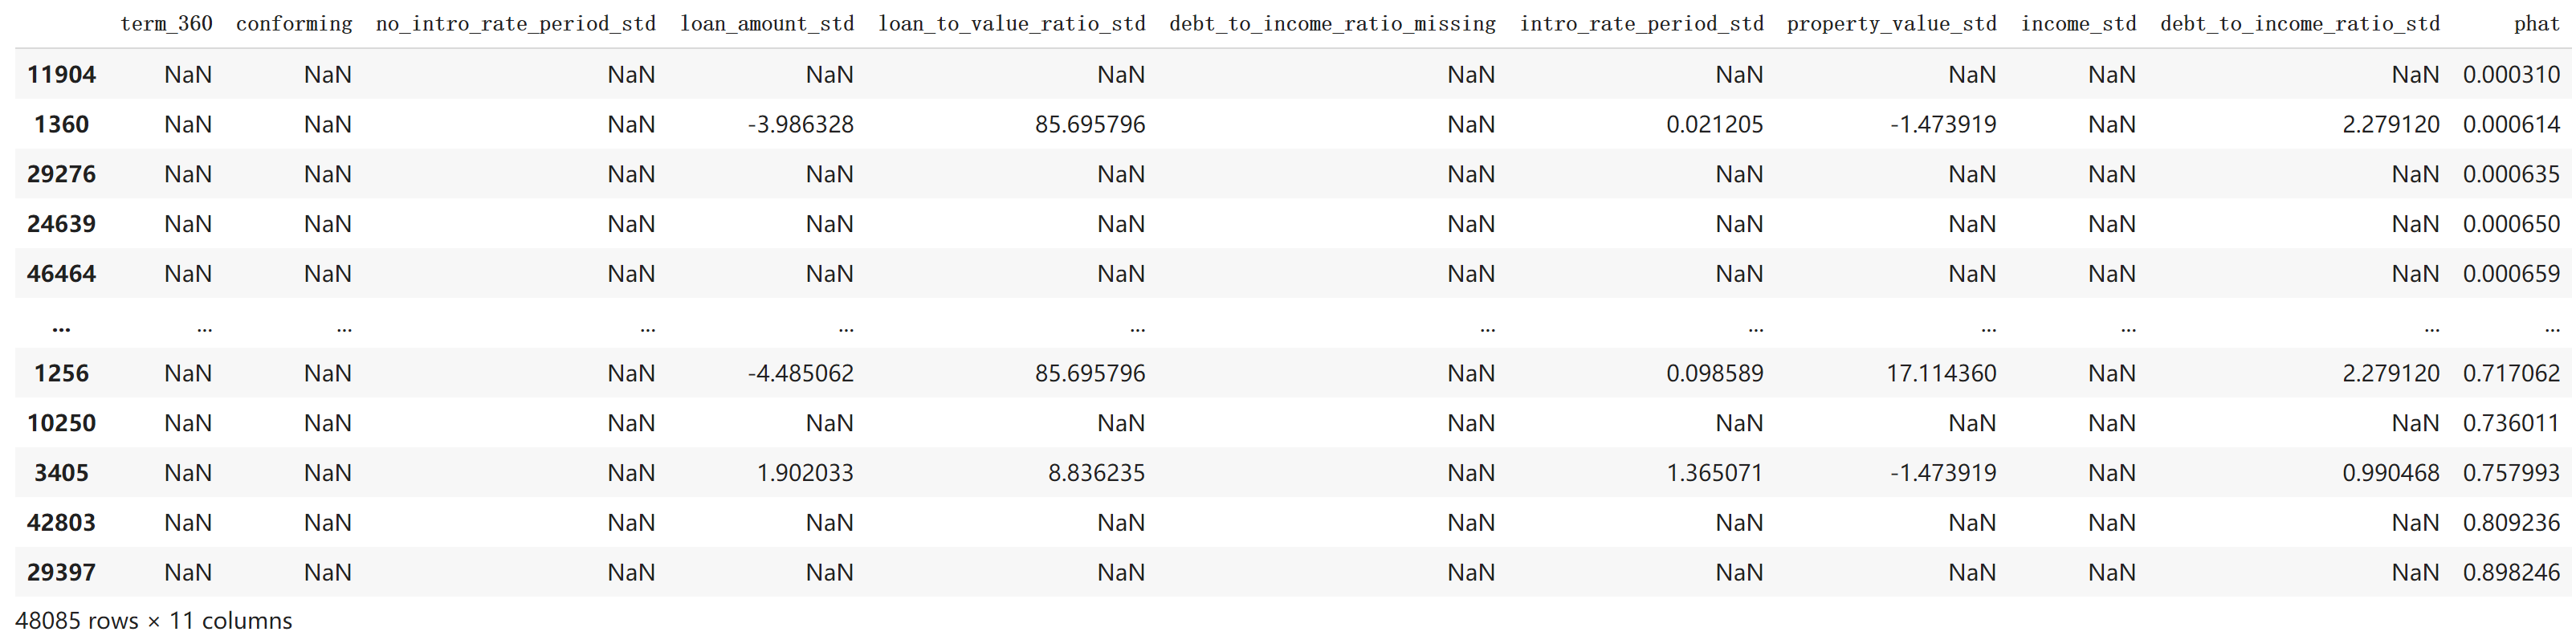 term_360 conforming no_intro_rate_period_std loan_amount_std loan_to_value_ratio_std debt_to_income_ratio_missing intro_rate_period_std property_value_std income_std debt_to_income_ratio_std phat
11904 NaN NaN NaN NaN NaN NaN NaN NaN NaN NaN 0.000310
1360 NaN NaN NaN -3.986328 85.695796 NaN 0.021205 -1.473919 NaN 2.279120 0.000614
29276 NaN NaN NaN NaN NaN NaN NaN NaN NaN NaN 0.000635
24639 NaN NaN NaN NaN NaN NaN NaN NaN NaN NaN 0.000650
46464 NaN NaN NaN NaN NaN NaN NaN NaN NaN NaN 0.000659
... ... ... ... ... ... ... ... ... ... ... ...
1256 NaN NaN NaN -4.485062 85.695796 NaN 0.098589 17.114360 NaN 2.279120 0.717062
10250 NaN NaN NaN NaN NaN NaN NaN NaN NaN NaN 0.736011
3405 NaN NaN NaN 1.902033 8.836235 NaN 1.365071 -1.473919 NaN 0.990468 0.757993
42803 NaN NaN NaN NaN NaN NaN NaN NaN NaN NaN 0.809236
29397 NaN NaN NaN NaN NaN NaN NaN NaN NaN NaN 0.898246
48085 rows × 11 columns